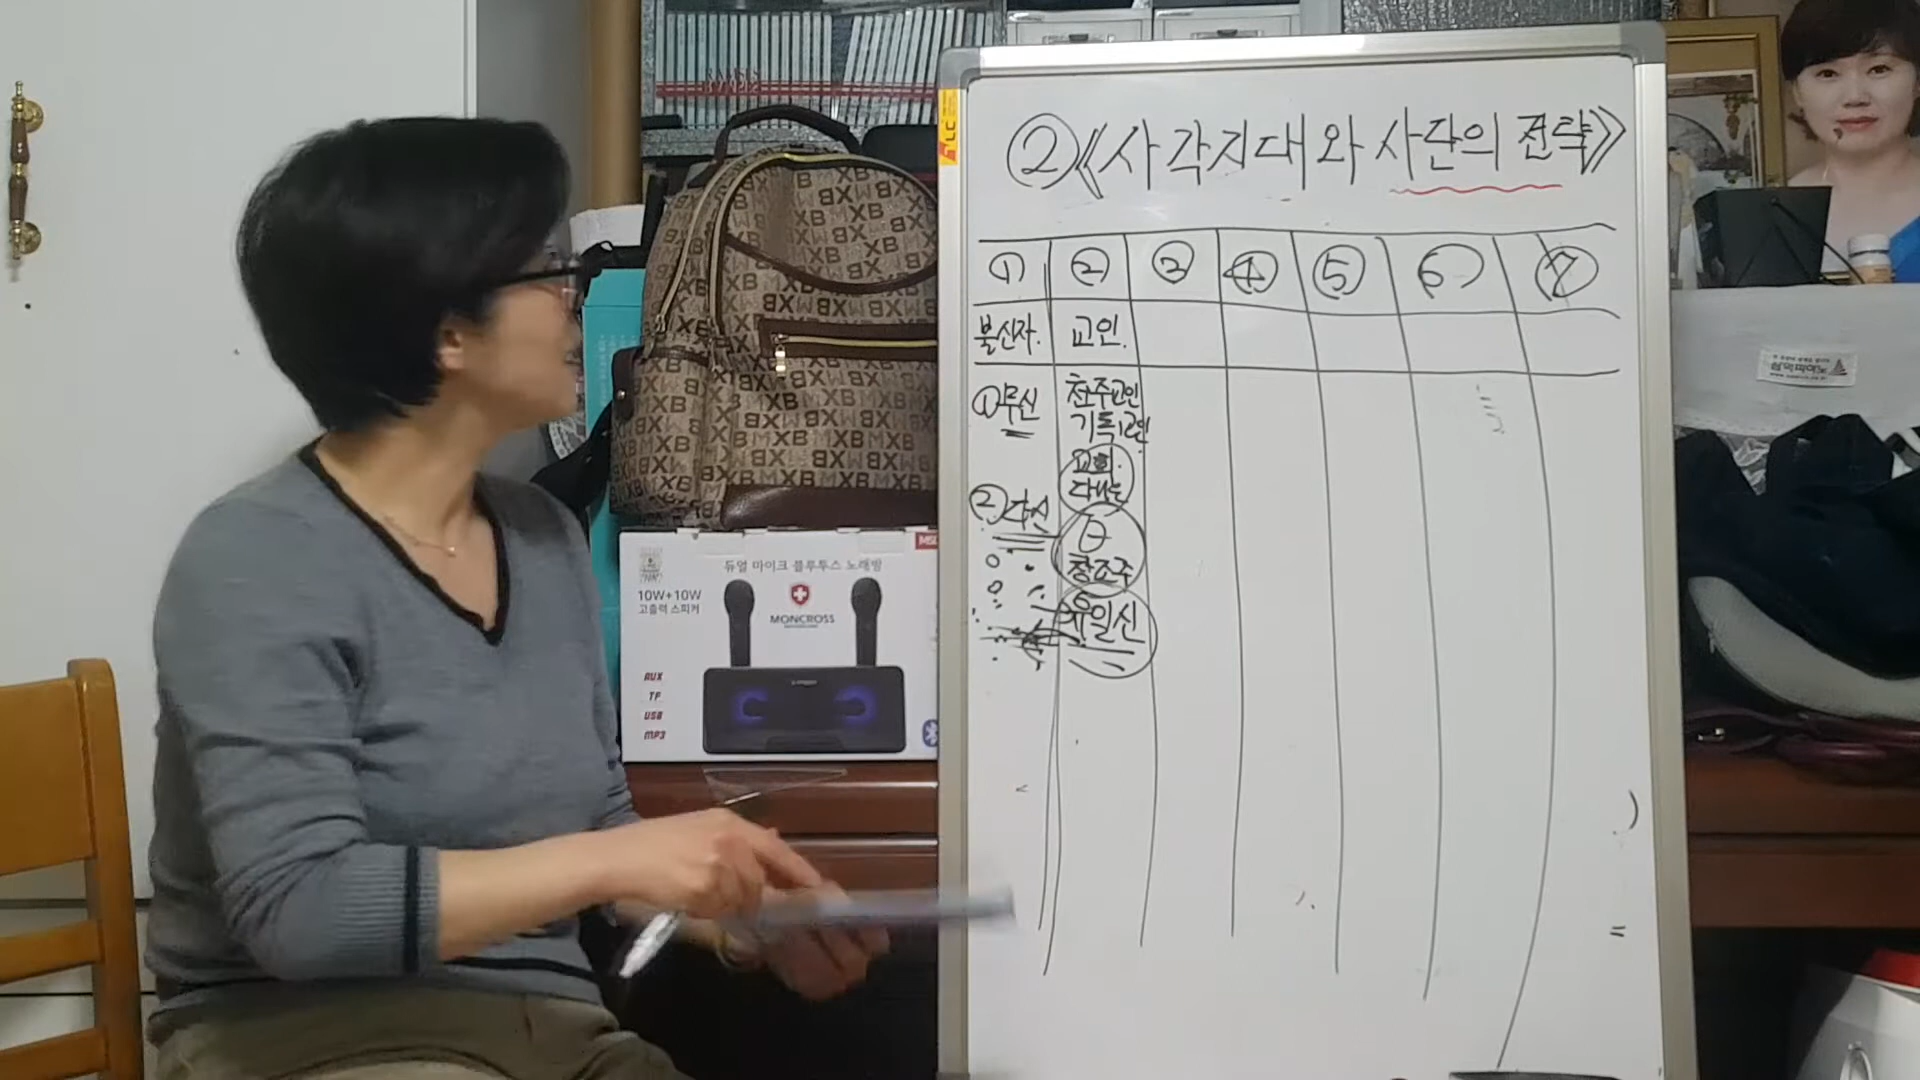 ②《사각지대와 사단의 전략》
① ② ③ ④ ⑤ ⑥ ⑦
불신자. 교인.
①무신
천주교인
기독교인
교회
다니는
②다신
창조주
유일신
듀얼 마이크 블루투스 노래방
10W+10W
고출력 스피커
MONCROSS
AUX
TF
USB
MP3